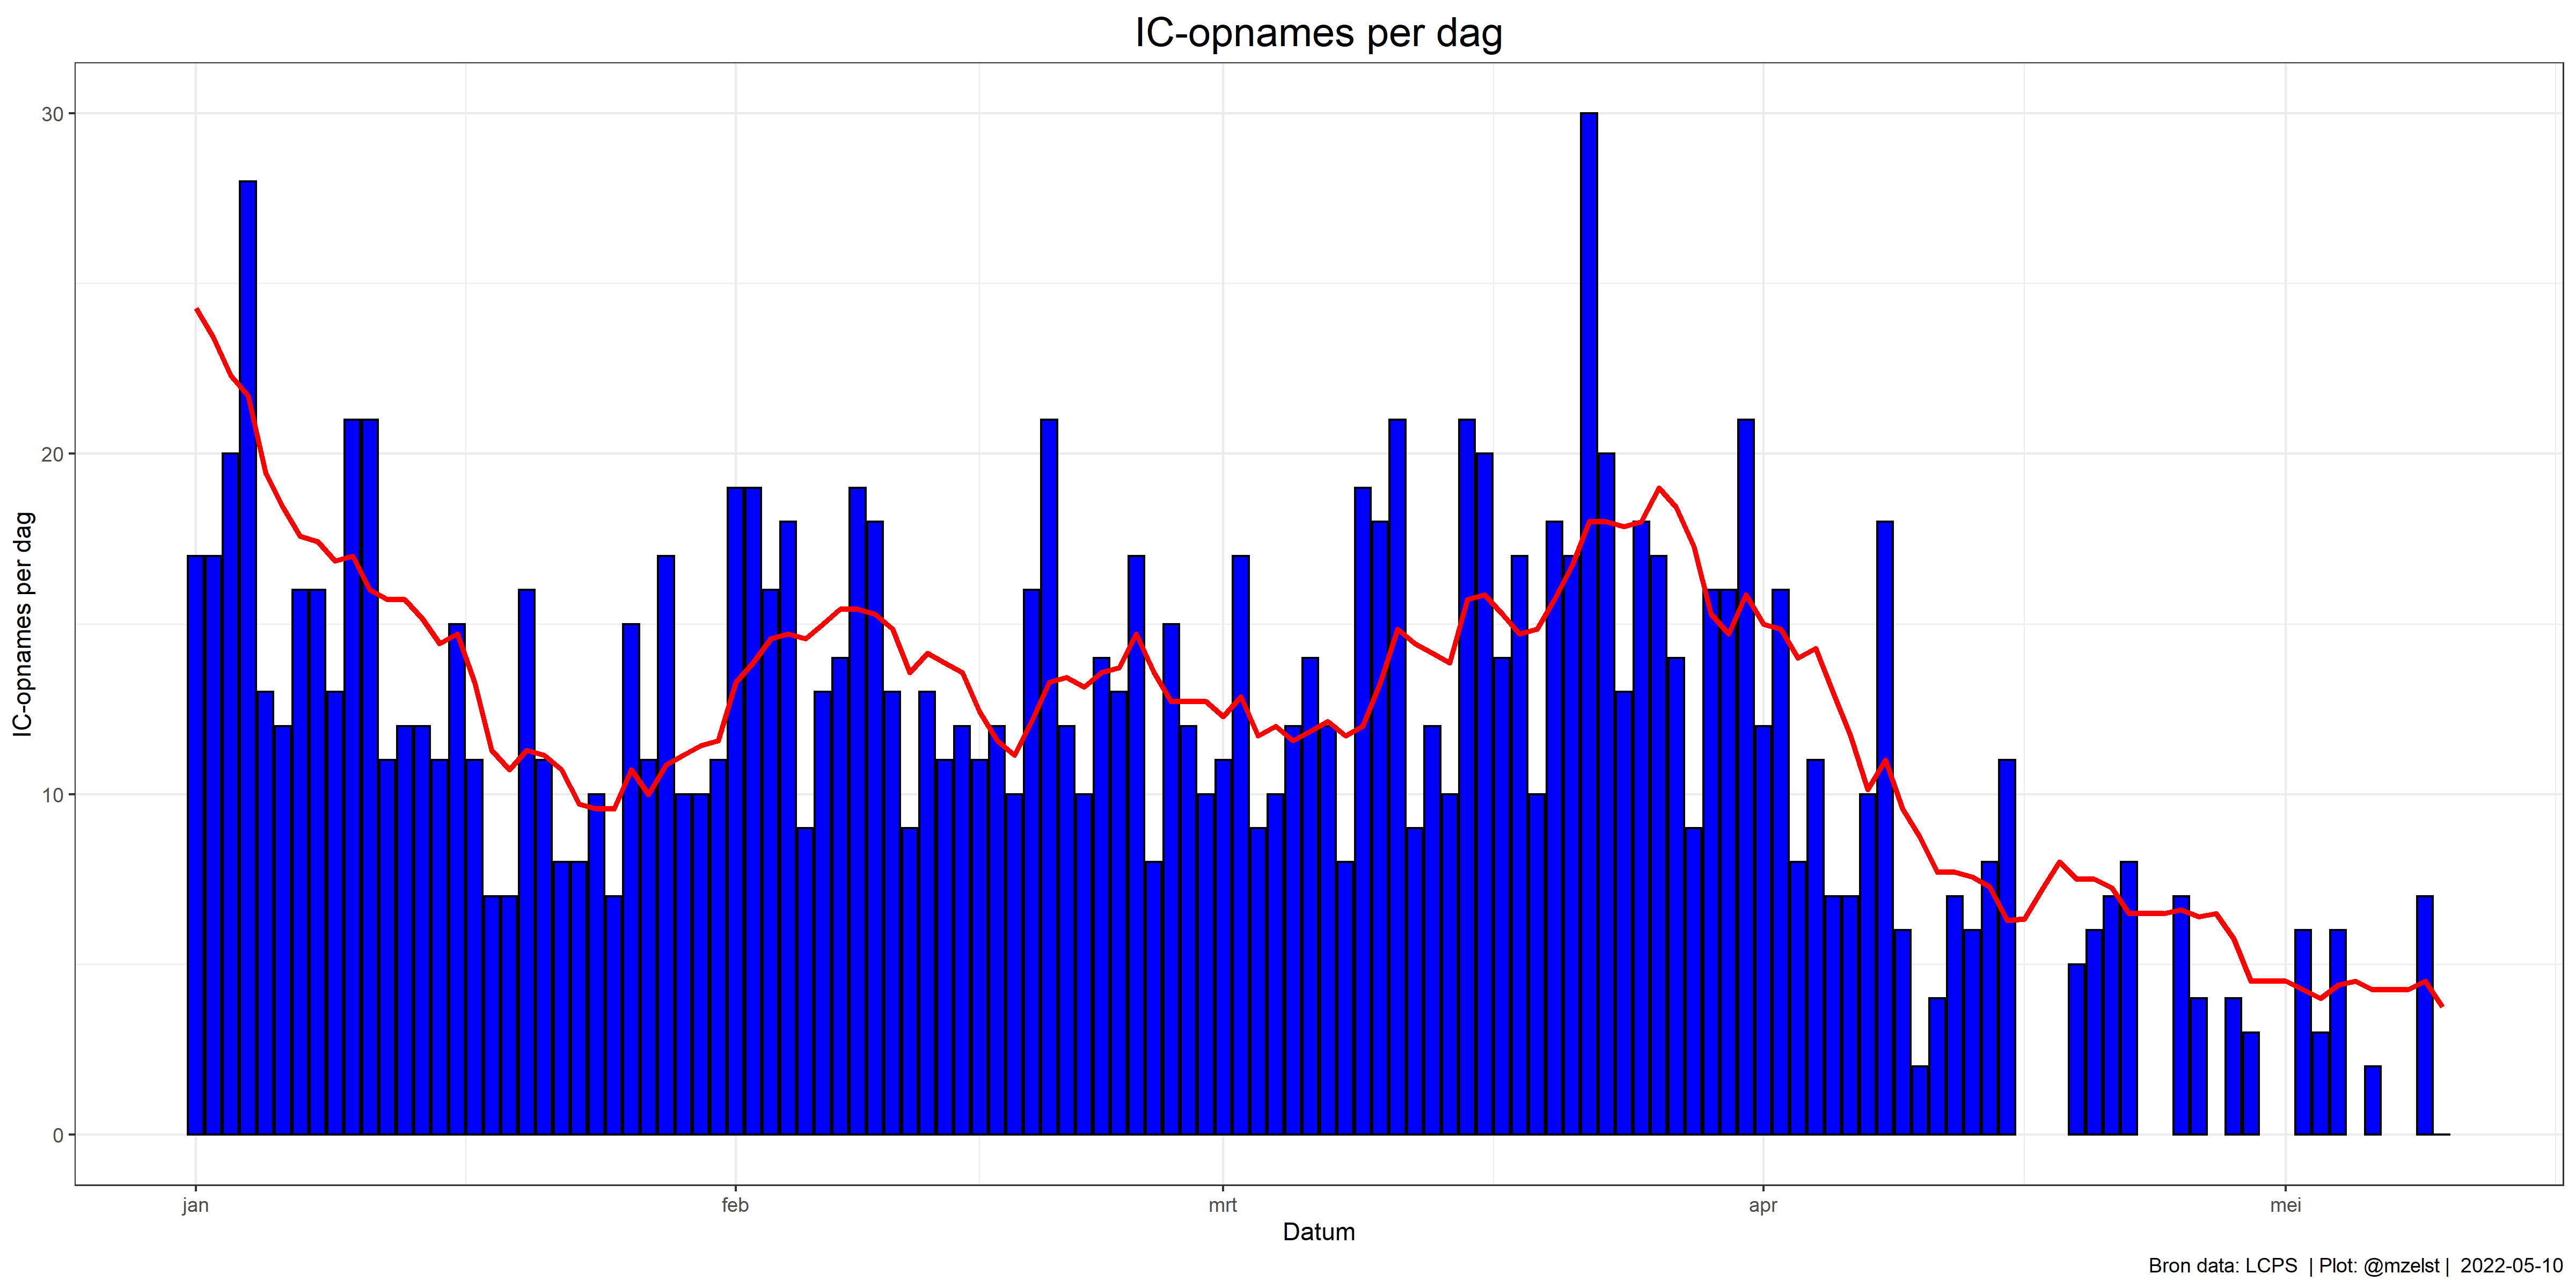 IC-opnames per dag
IC-opnames per dag
30
20
10
0
jan feb mrt apr mei
Datum
Bron data: LCPS | Plot: @mzelst | 2022-05-10